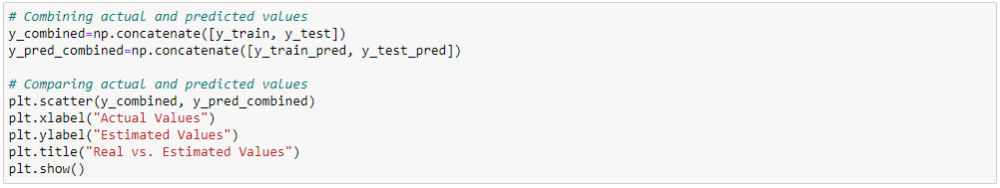 # Combining actual and predicted values
y_combined=np.concatenate([y_train, y_test])
y_pred_combined=np.concatenate([y_train_pred, y_test_pred])
# Comparing actual and predicted values
plt.scatter(y_combined, y_pred_combined)
plt.xlabel("Actual Values")
plt.ylabel("Estimated Values")
plt.title("Real vs. Estimated Values")
plt.show()